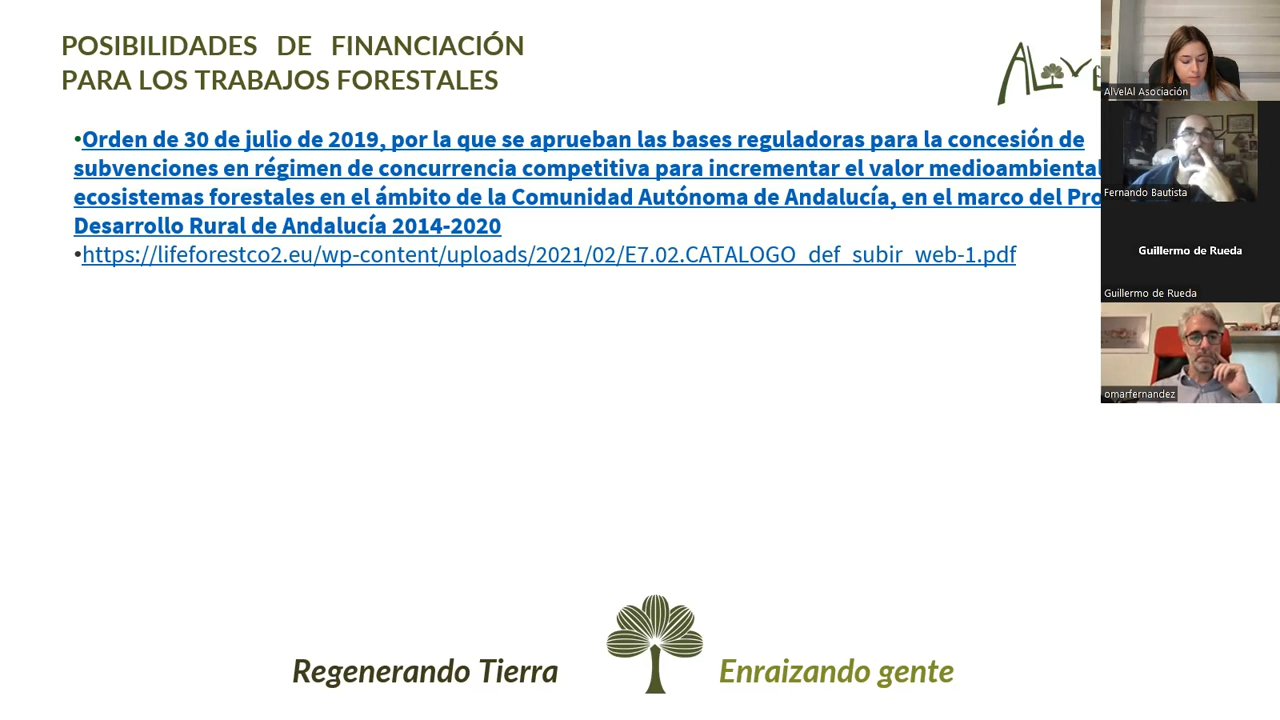 POSIBILIDADES DE FINANCIACIÓN
PARA LOS TRABAJOS FORESTALES
•Orden de 30 de julio de 2019, por la que se aprueban las bases reguladoras para la concesión de
subvenciones en régimen de concurrencia competitiva para incrementar el valor medioambiental
ecosistemas forestales en el ámbito de la Comunidad Autónoma de Andalucía, en el marco del Pro
Desarrollo Rural de Andalucía 2014-2020
•https://lifeforestco2.eu/wp-content/uploads/2021/02/E7.02.CATALOGO_def_subir_web-1.pdf
AlVelAl Asociación
Fernando Bautista
Guillermo de Rueda
Guillermo de Rueda
omarfernandez
Regenerando Tierra
Enraizando gente